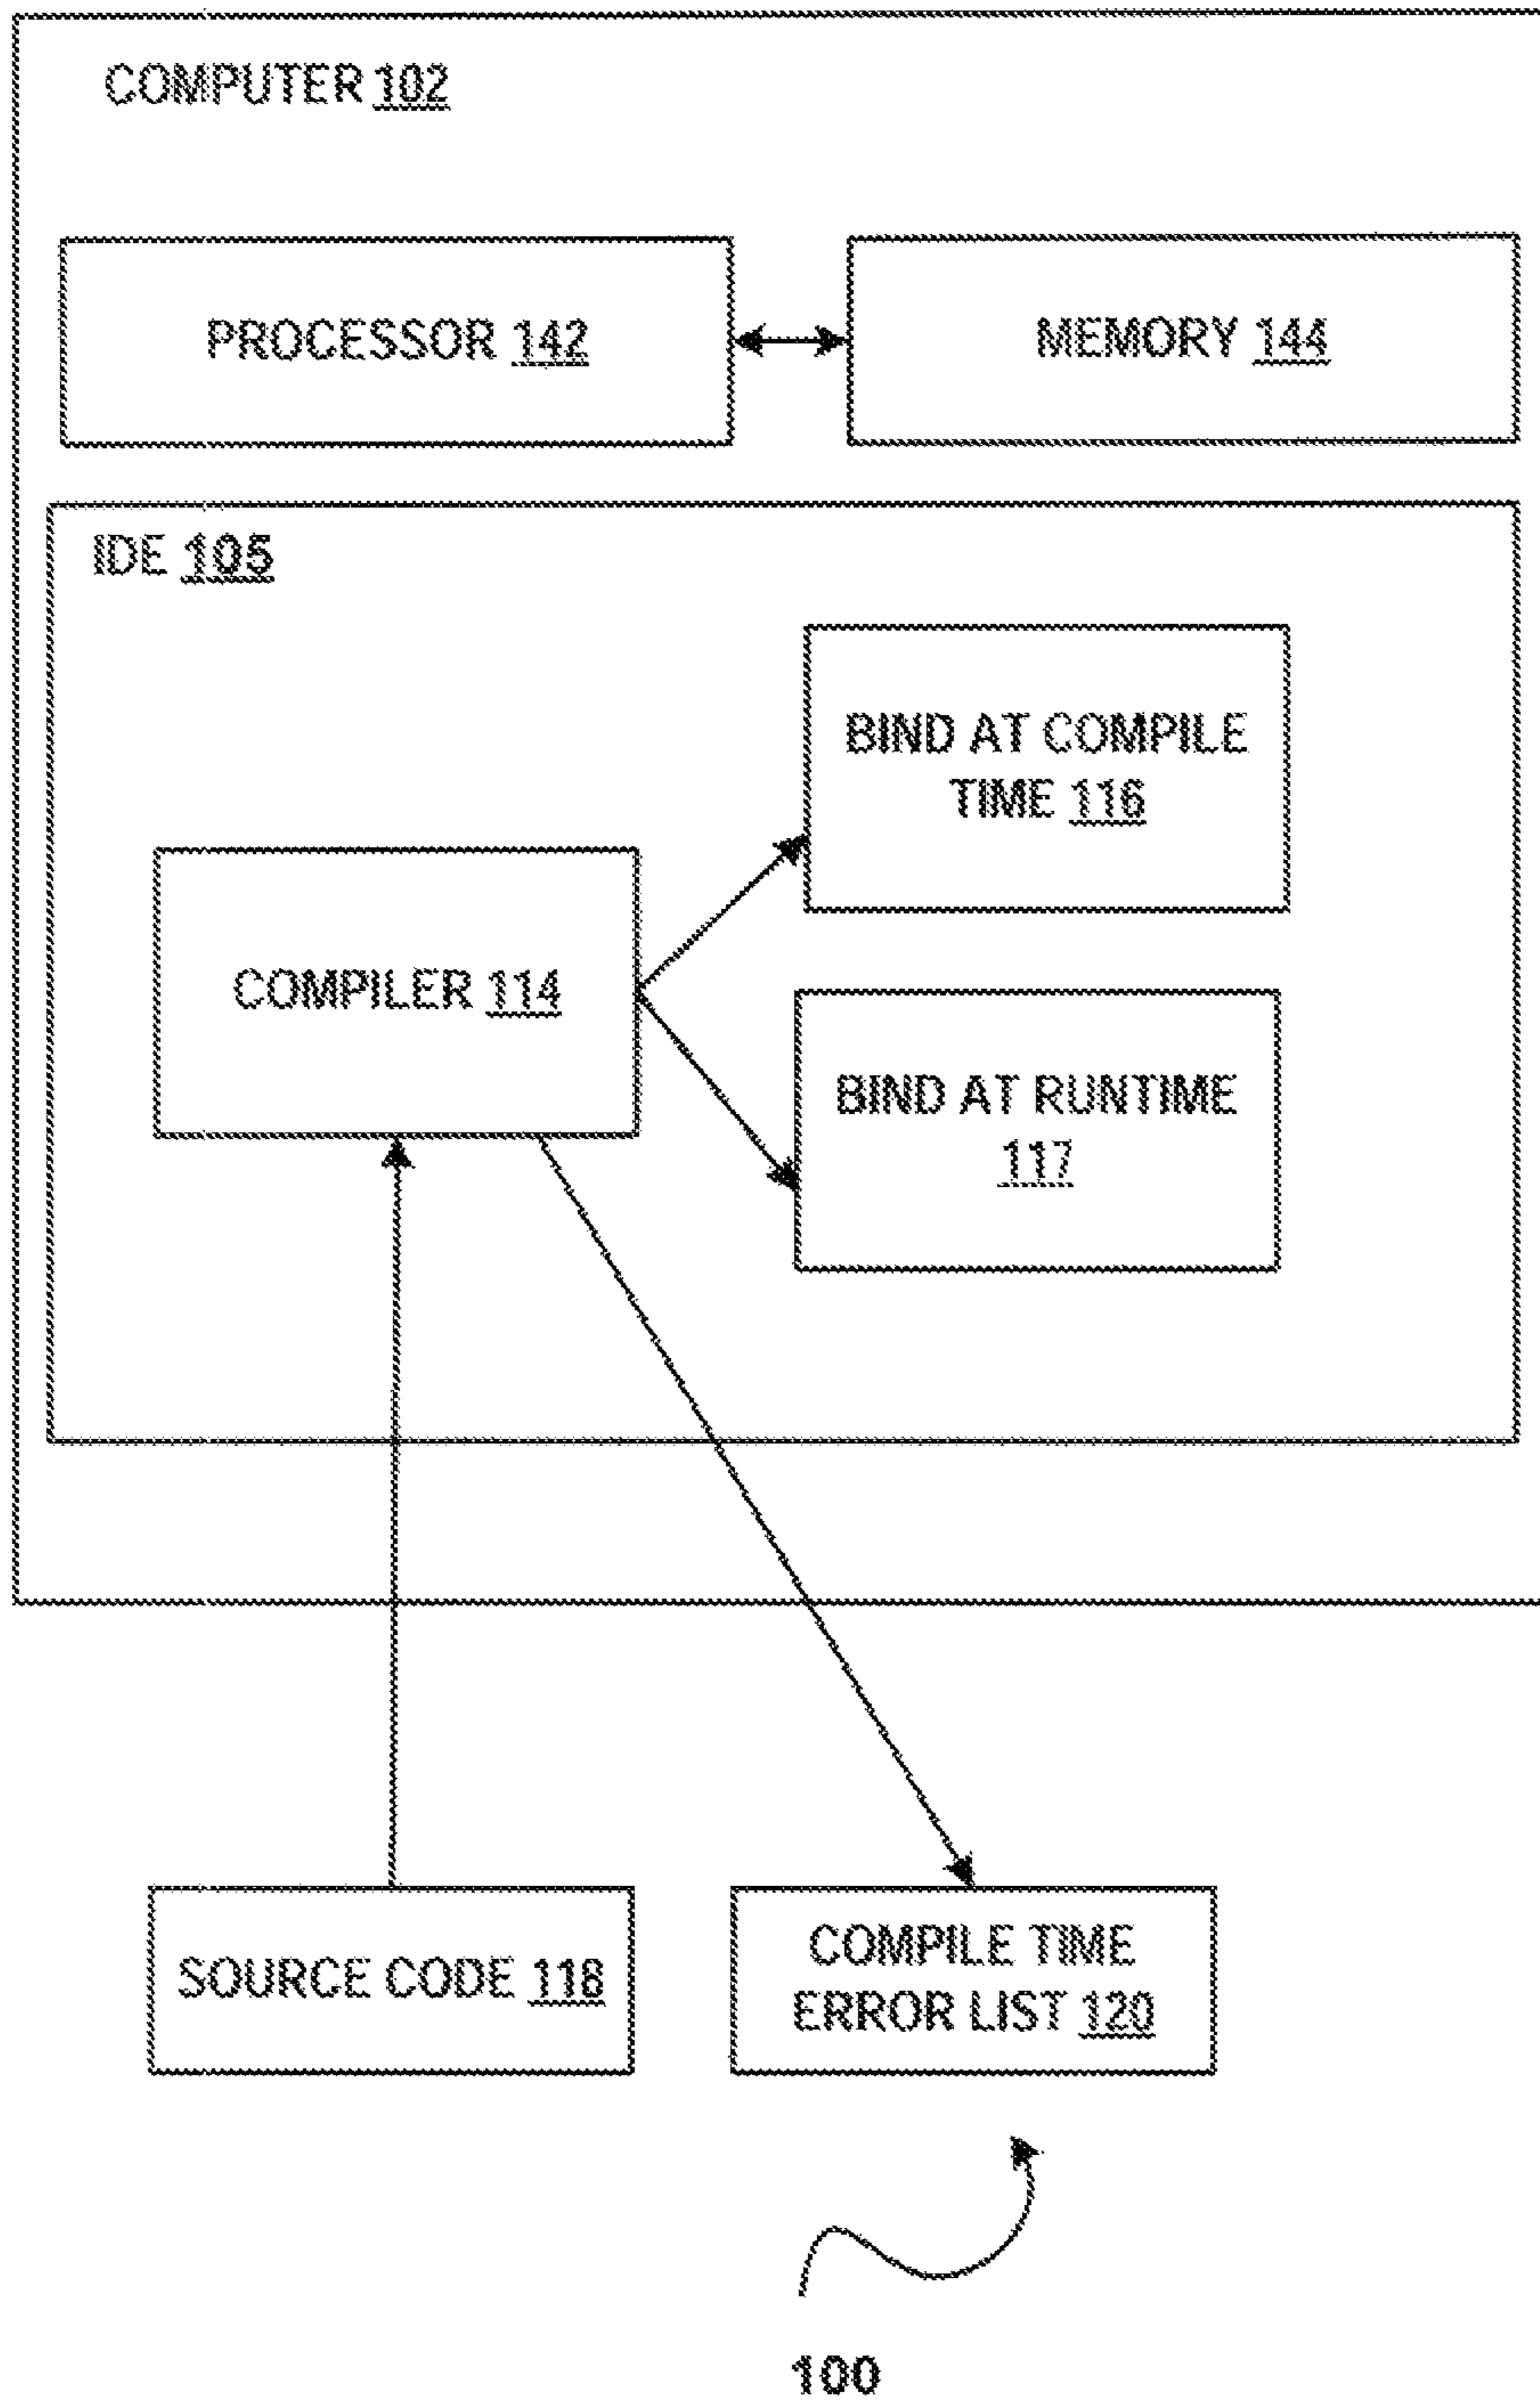 COMPUTER 102
PROCESSOR 142
MEMORY 144
IDE 105
BIND AT COMPILE
TIME 116
COMPILER 114
BIND AT RUNTIME
117
SOURCE CODE 118
COMPILE TIME
ERROR LIST 120
100